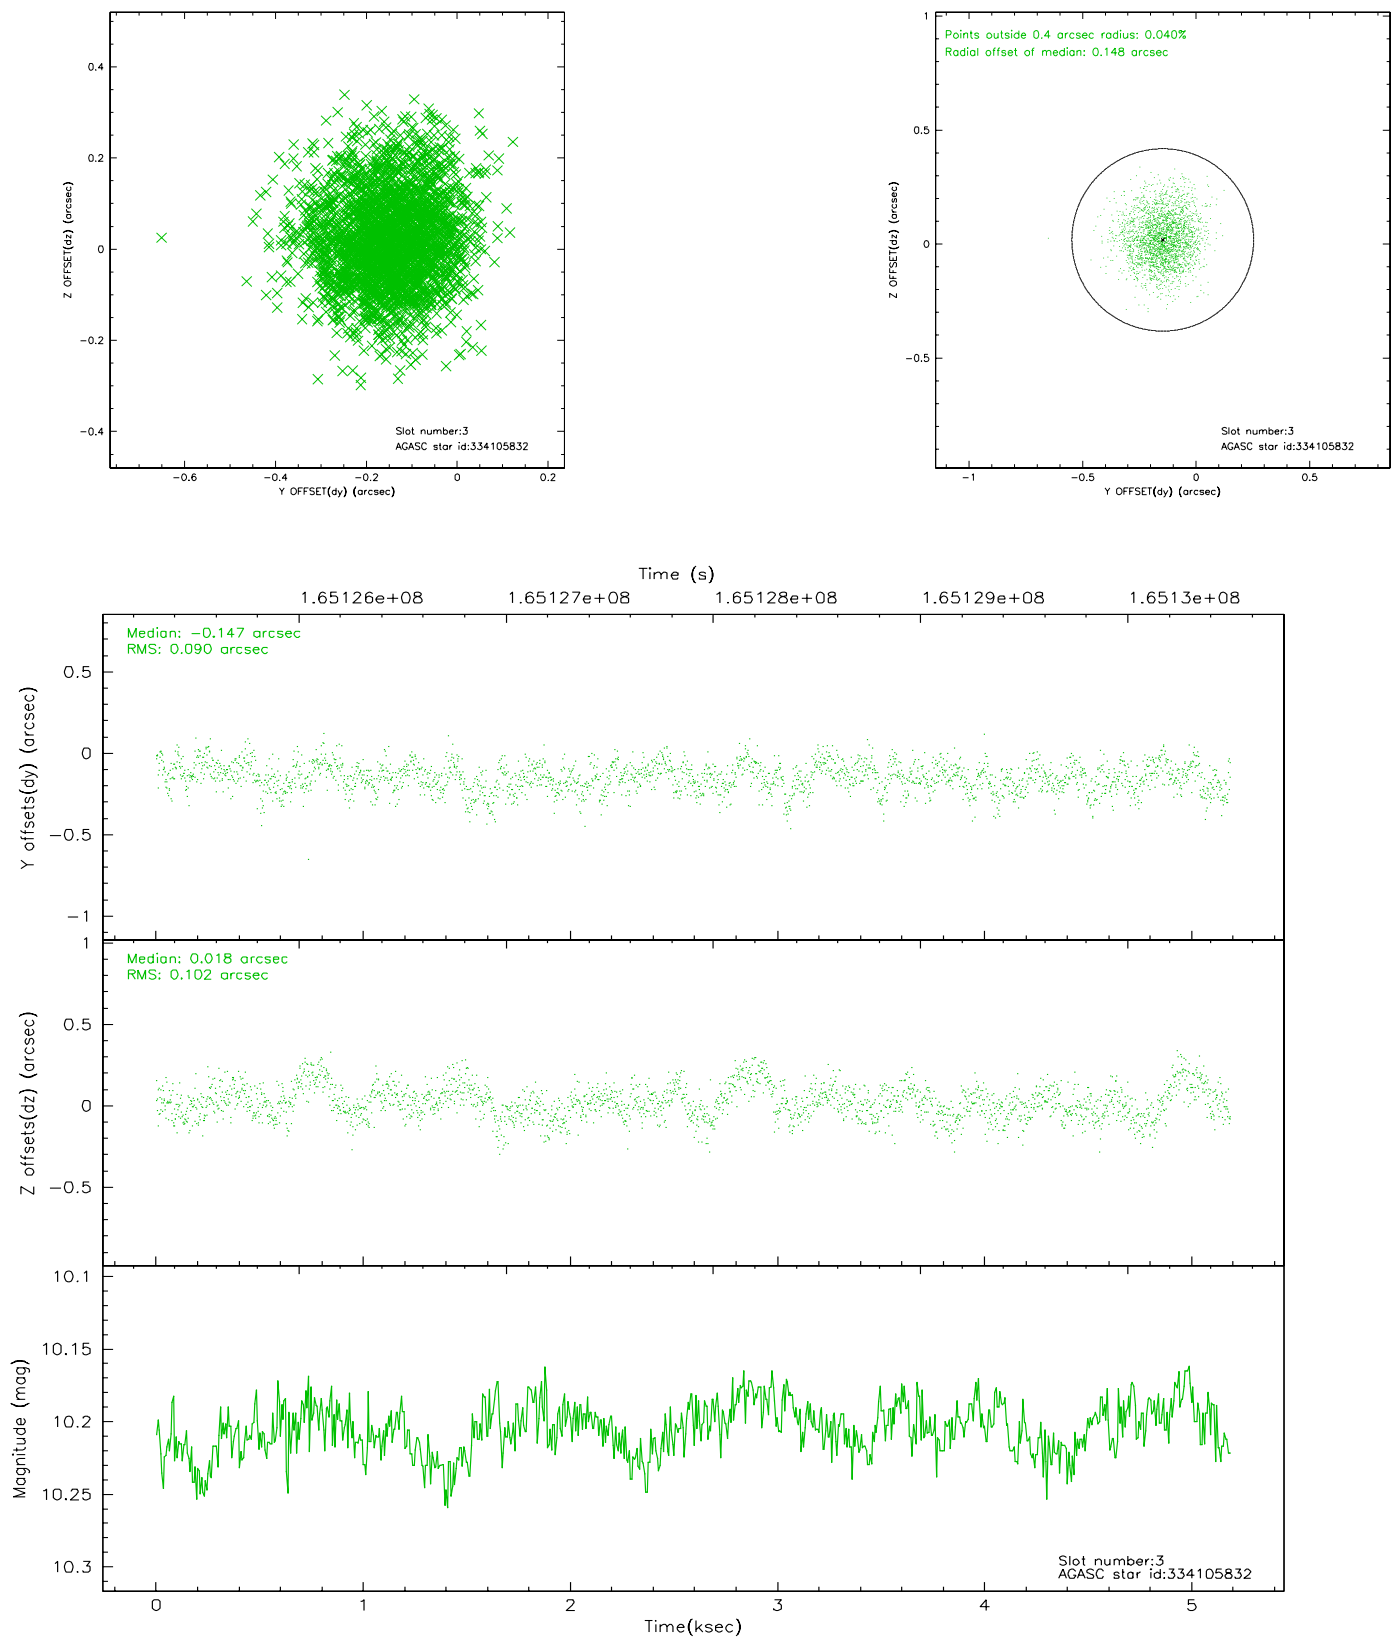 0.4
0.2
0
−0.2
−0.4
Z OFFSET(dz) (arcsec)
Slot number:3
AGASC star id:334105832
−0.6
−0.4
−0.2
0
0.2
Y OFFSET(dy) (arcsec)
Points outside 0.4 arcsec radius: 0.040%
Radial offset of median: 0.148 arcsec
1
0.5
0
−0.5
Z OFFSET(dz) (arcsec)
Slot number:3
AGASC star id:334105832
−1
−0.5
0
0.5
Y OFFSET(dy) (arcsec)
Time (s)
1.65126e+08
1.65127e+08
1.65128e+08
1.65129e+08
1.6513e+08
Median: −0.147 arcsec
RMS: 0.090 arcsec
0.5
0
−0.5
−1
Y offsets(dy) (arcsec)
Median: 0.018 arcsec
RMS: 0.102 arcsec
1
0.5
0
−0.5
Z offsets(dz) (arcsec)
10.1
10.15
10.2
10.25
10.3
Magnitude (mag)
Slot number:3
AGASC star id:334105832
0
1
2
3
4
5
Time(ksec)